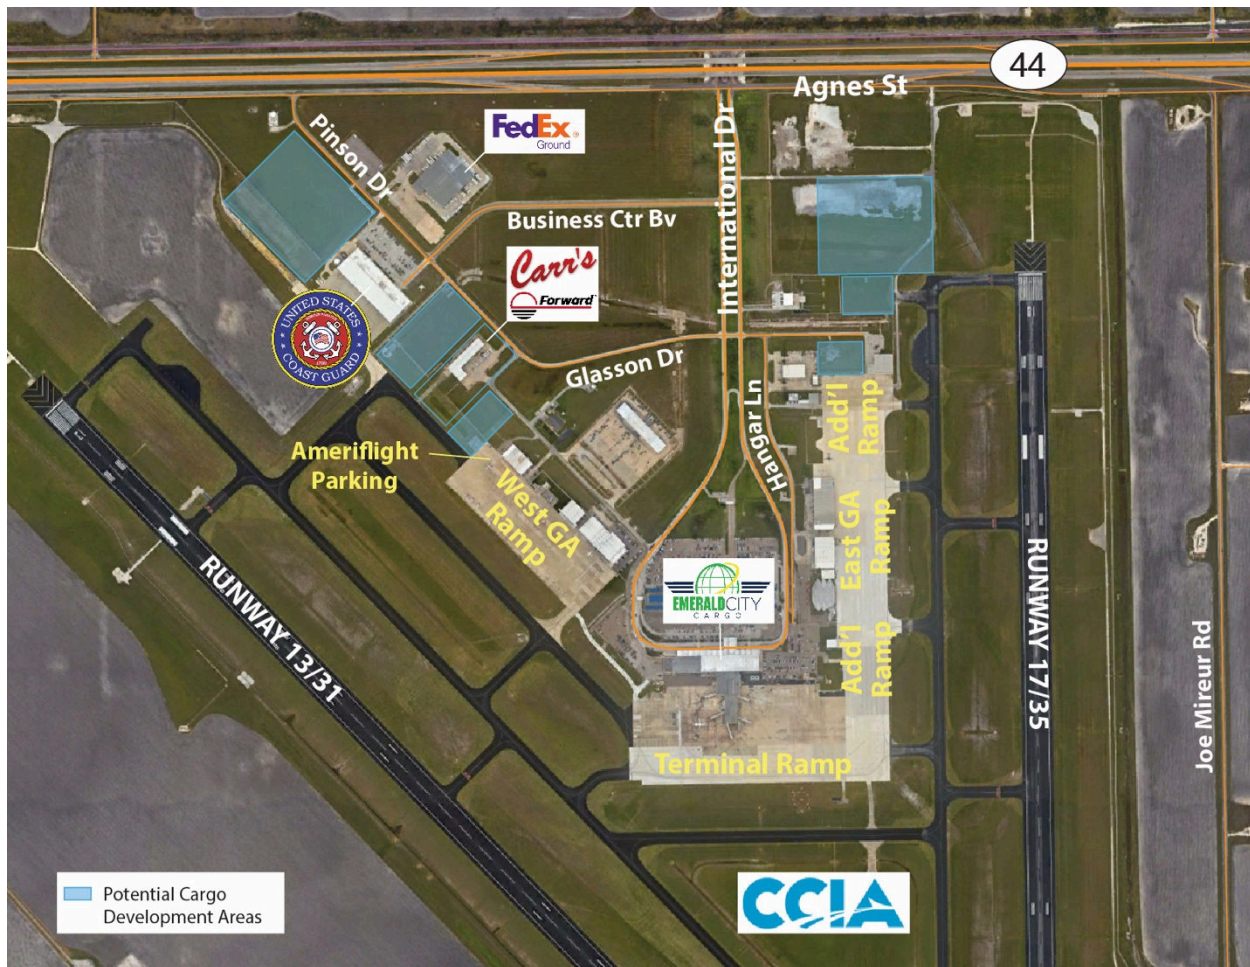 44
Agnes St
FedEx®
Ground
Pinson Dr
International Dr
Business Ctr Bv
Carr's
Forward
UNITED STATES
COAST GUARD
1790
Glasson Dr
Hangar Ln
Add'l
Ramp
Ameriflight
Parking
West GA
Ramp
East GA
Ramp
RUNWAY 13/31
RUNWAY 17/35
EMERALDCITY
CARGO
Add'l
Ramp
Joe Mireur Rd
Terminal Ramp
Potential Cargo
Development Areas
CCIA